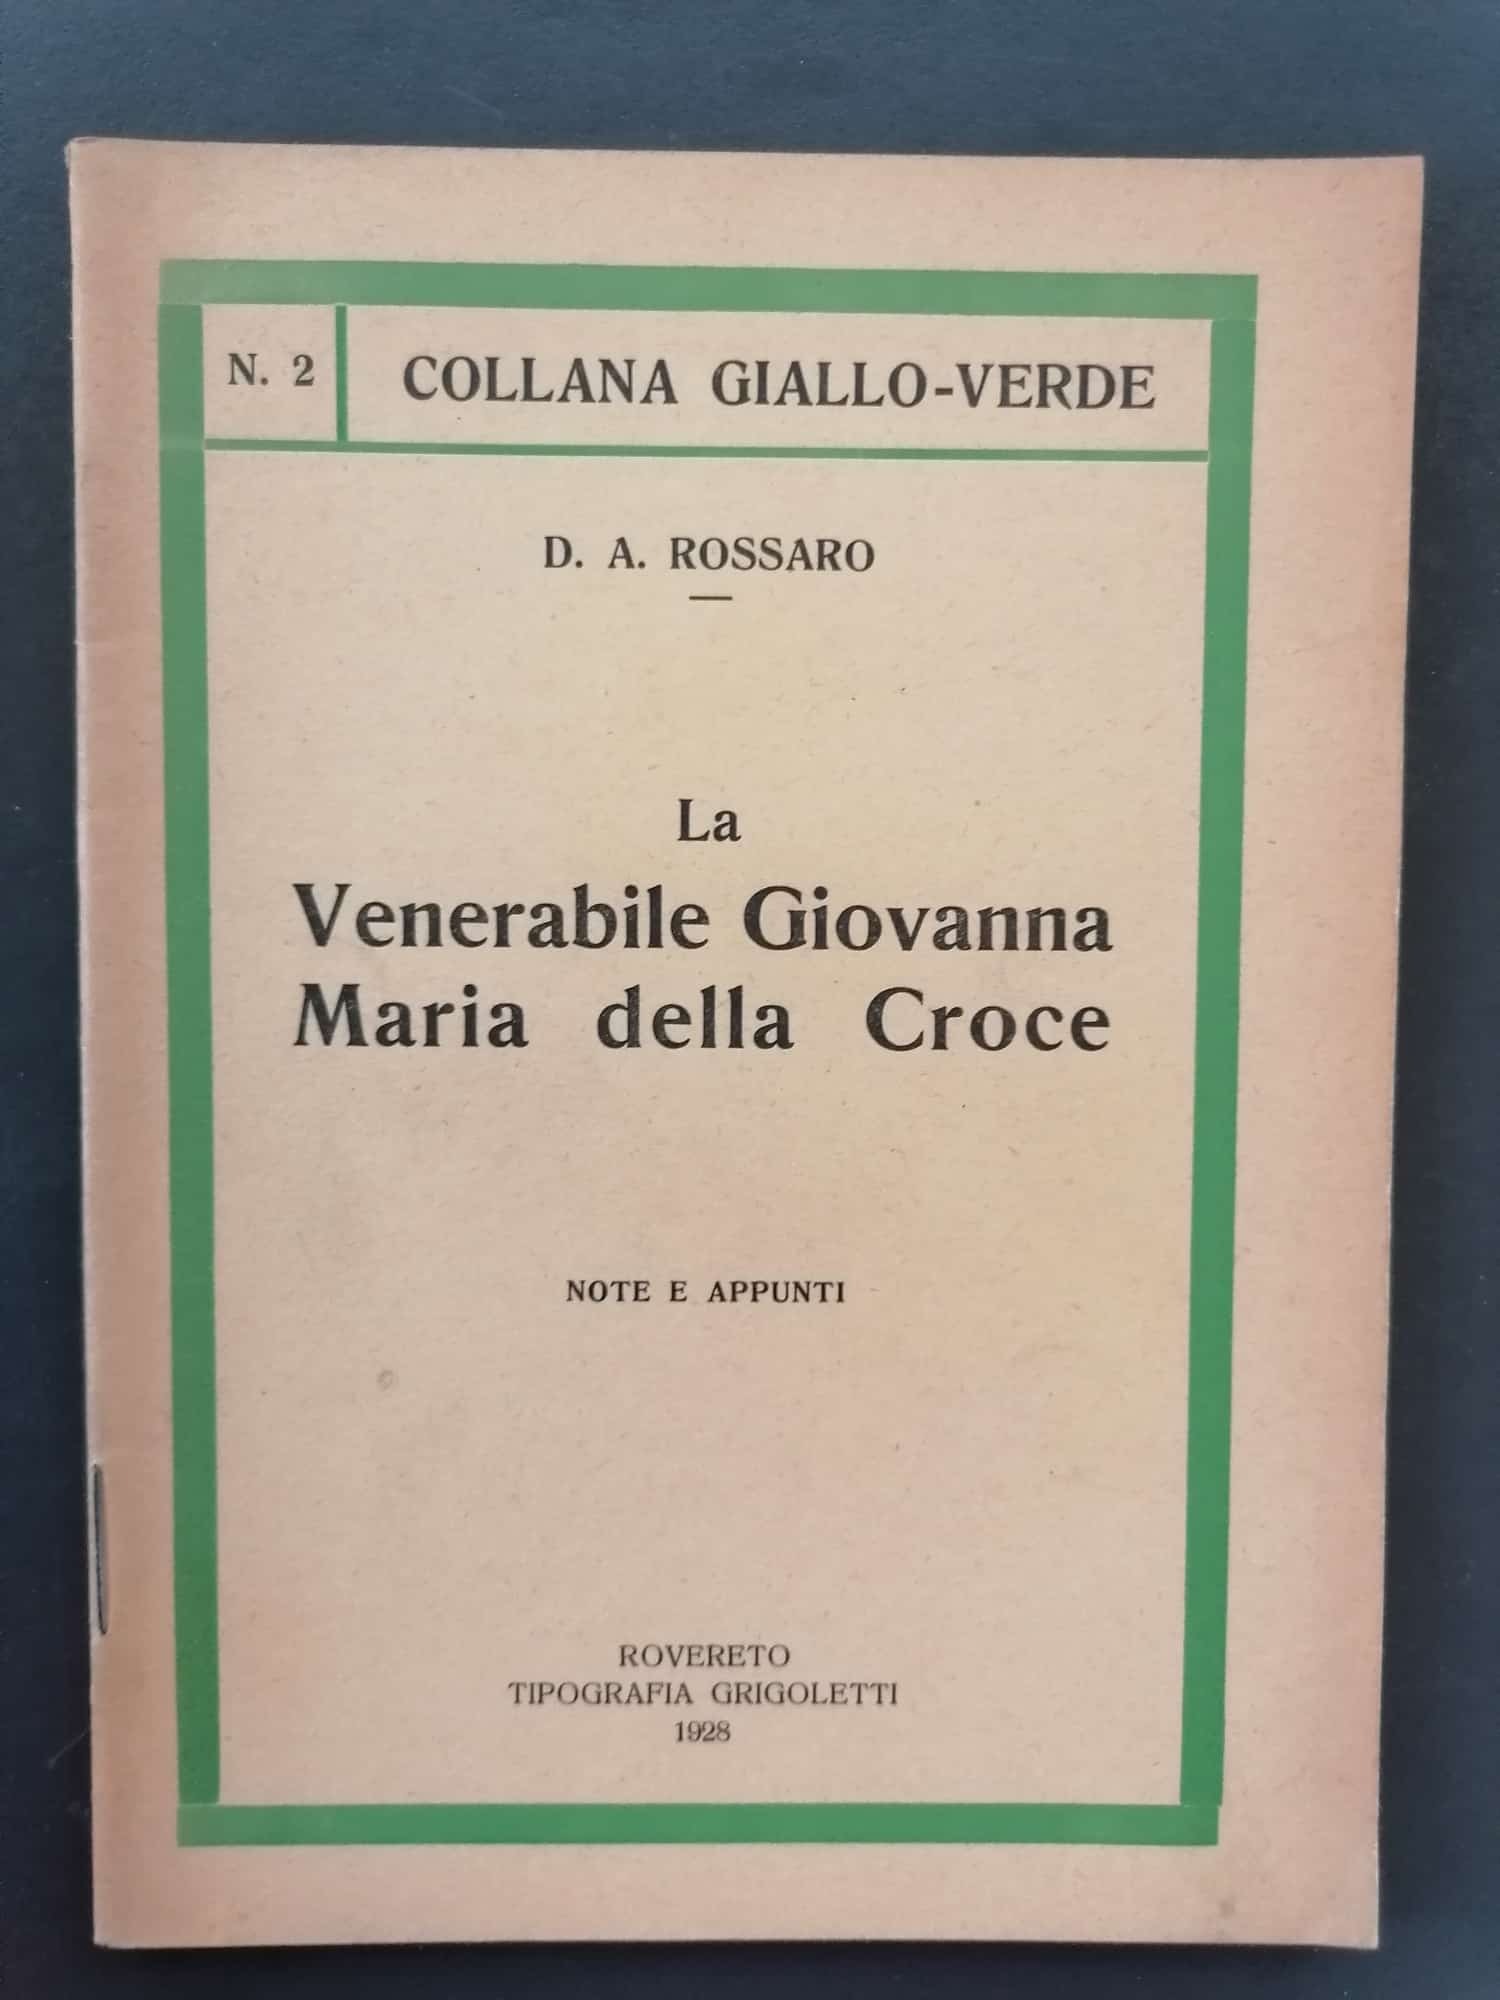 N. 2 COLLANA GIALLO-VERDE
D. A. ROSSARO
La
Venerabile Giovanna
Maria della Croce
NOTE E APPUNTI
ROVERETO
TIPOGRAFIA GRIGOLETTI
1928